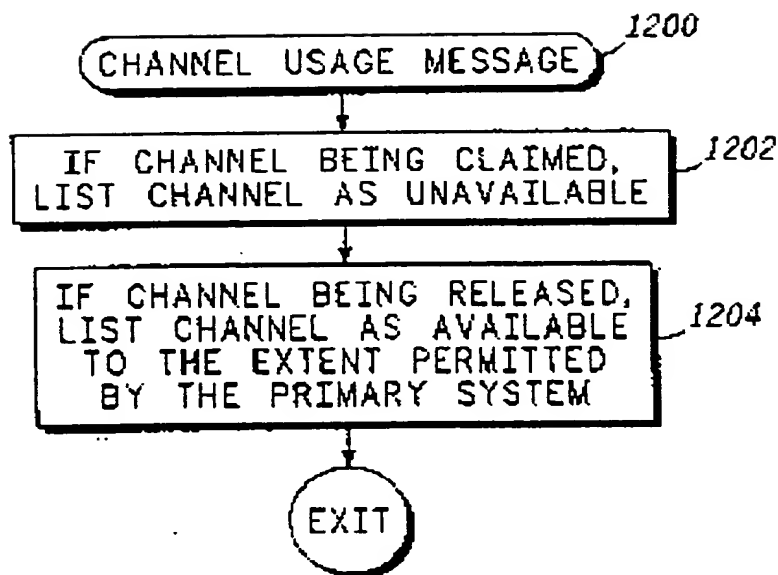 CHANNEL USAGE MESSAGE
1200
IF CHANNEL BEING CLAIMED,
LIST CHANNEL AS UNAVAILABLE
1202
IF CHANNEL BEING RELEASED,
LIST CHANNEL AS AVAILABLE
TO THE EXTENT PERMITTED
BY THE PRIMARY SYSTEM
1204
EXIT